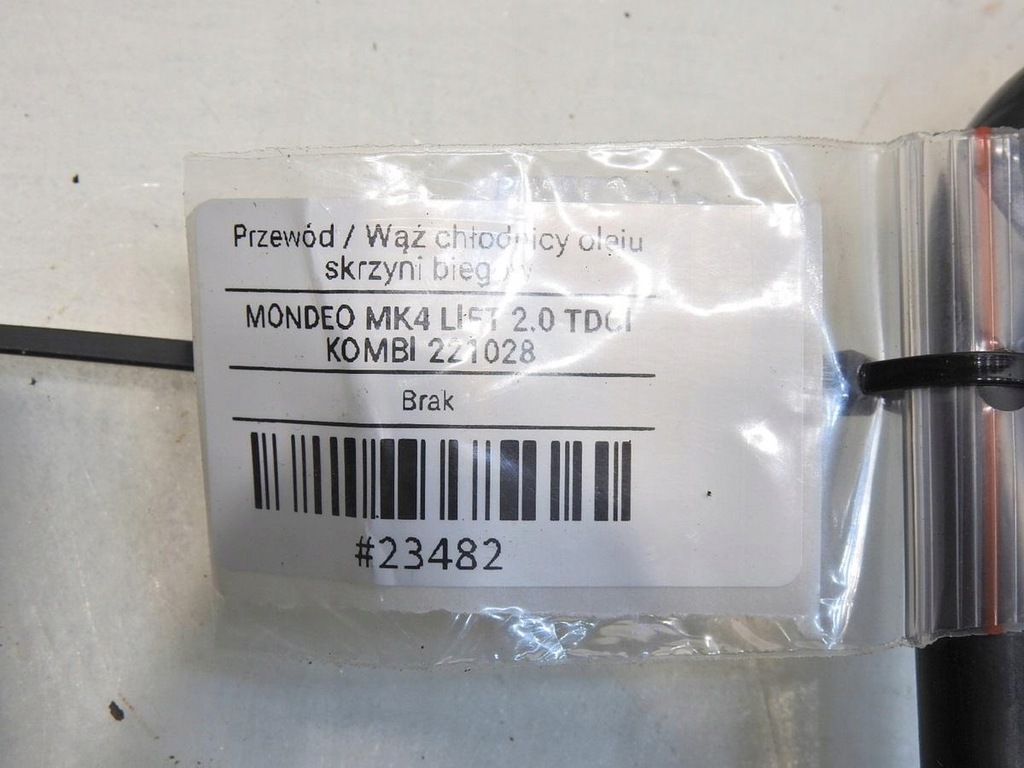 Przewód / Wąż chłodnicy oleju
skrzyni biegów
MONDEO MK4 LIFT 2.0 TDCI
KOMBI 221028
Brak
#23482